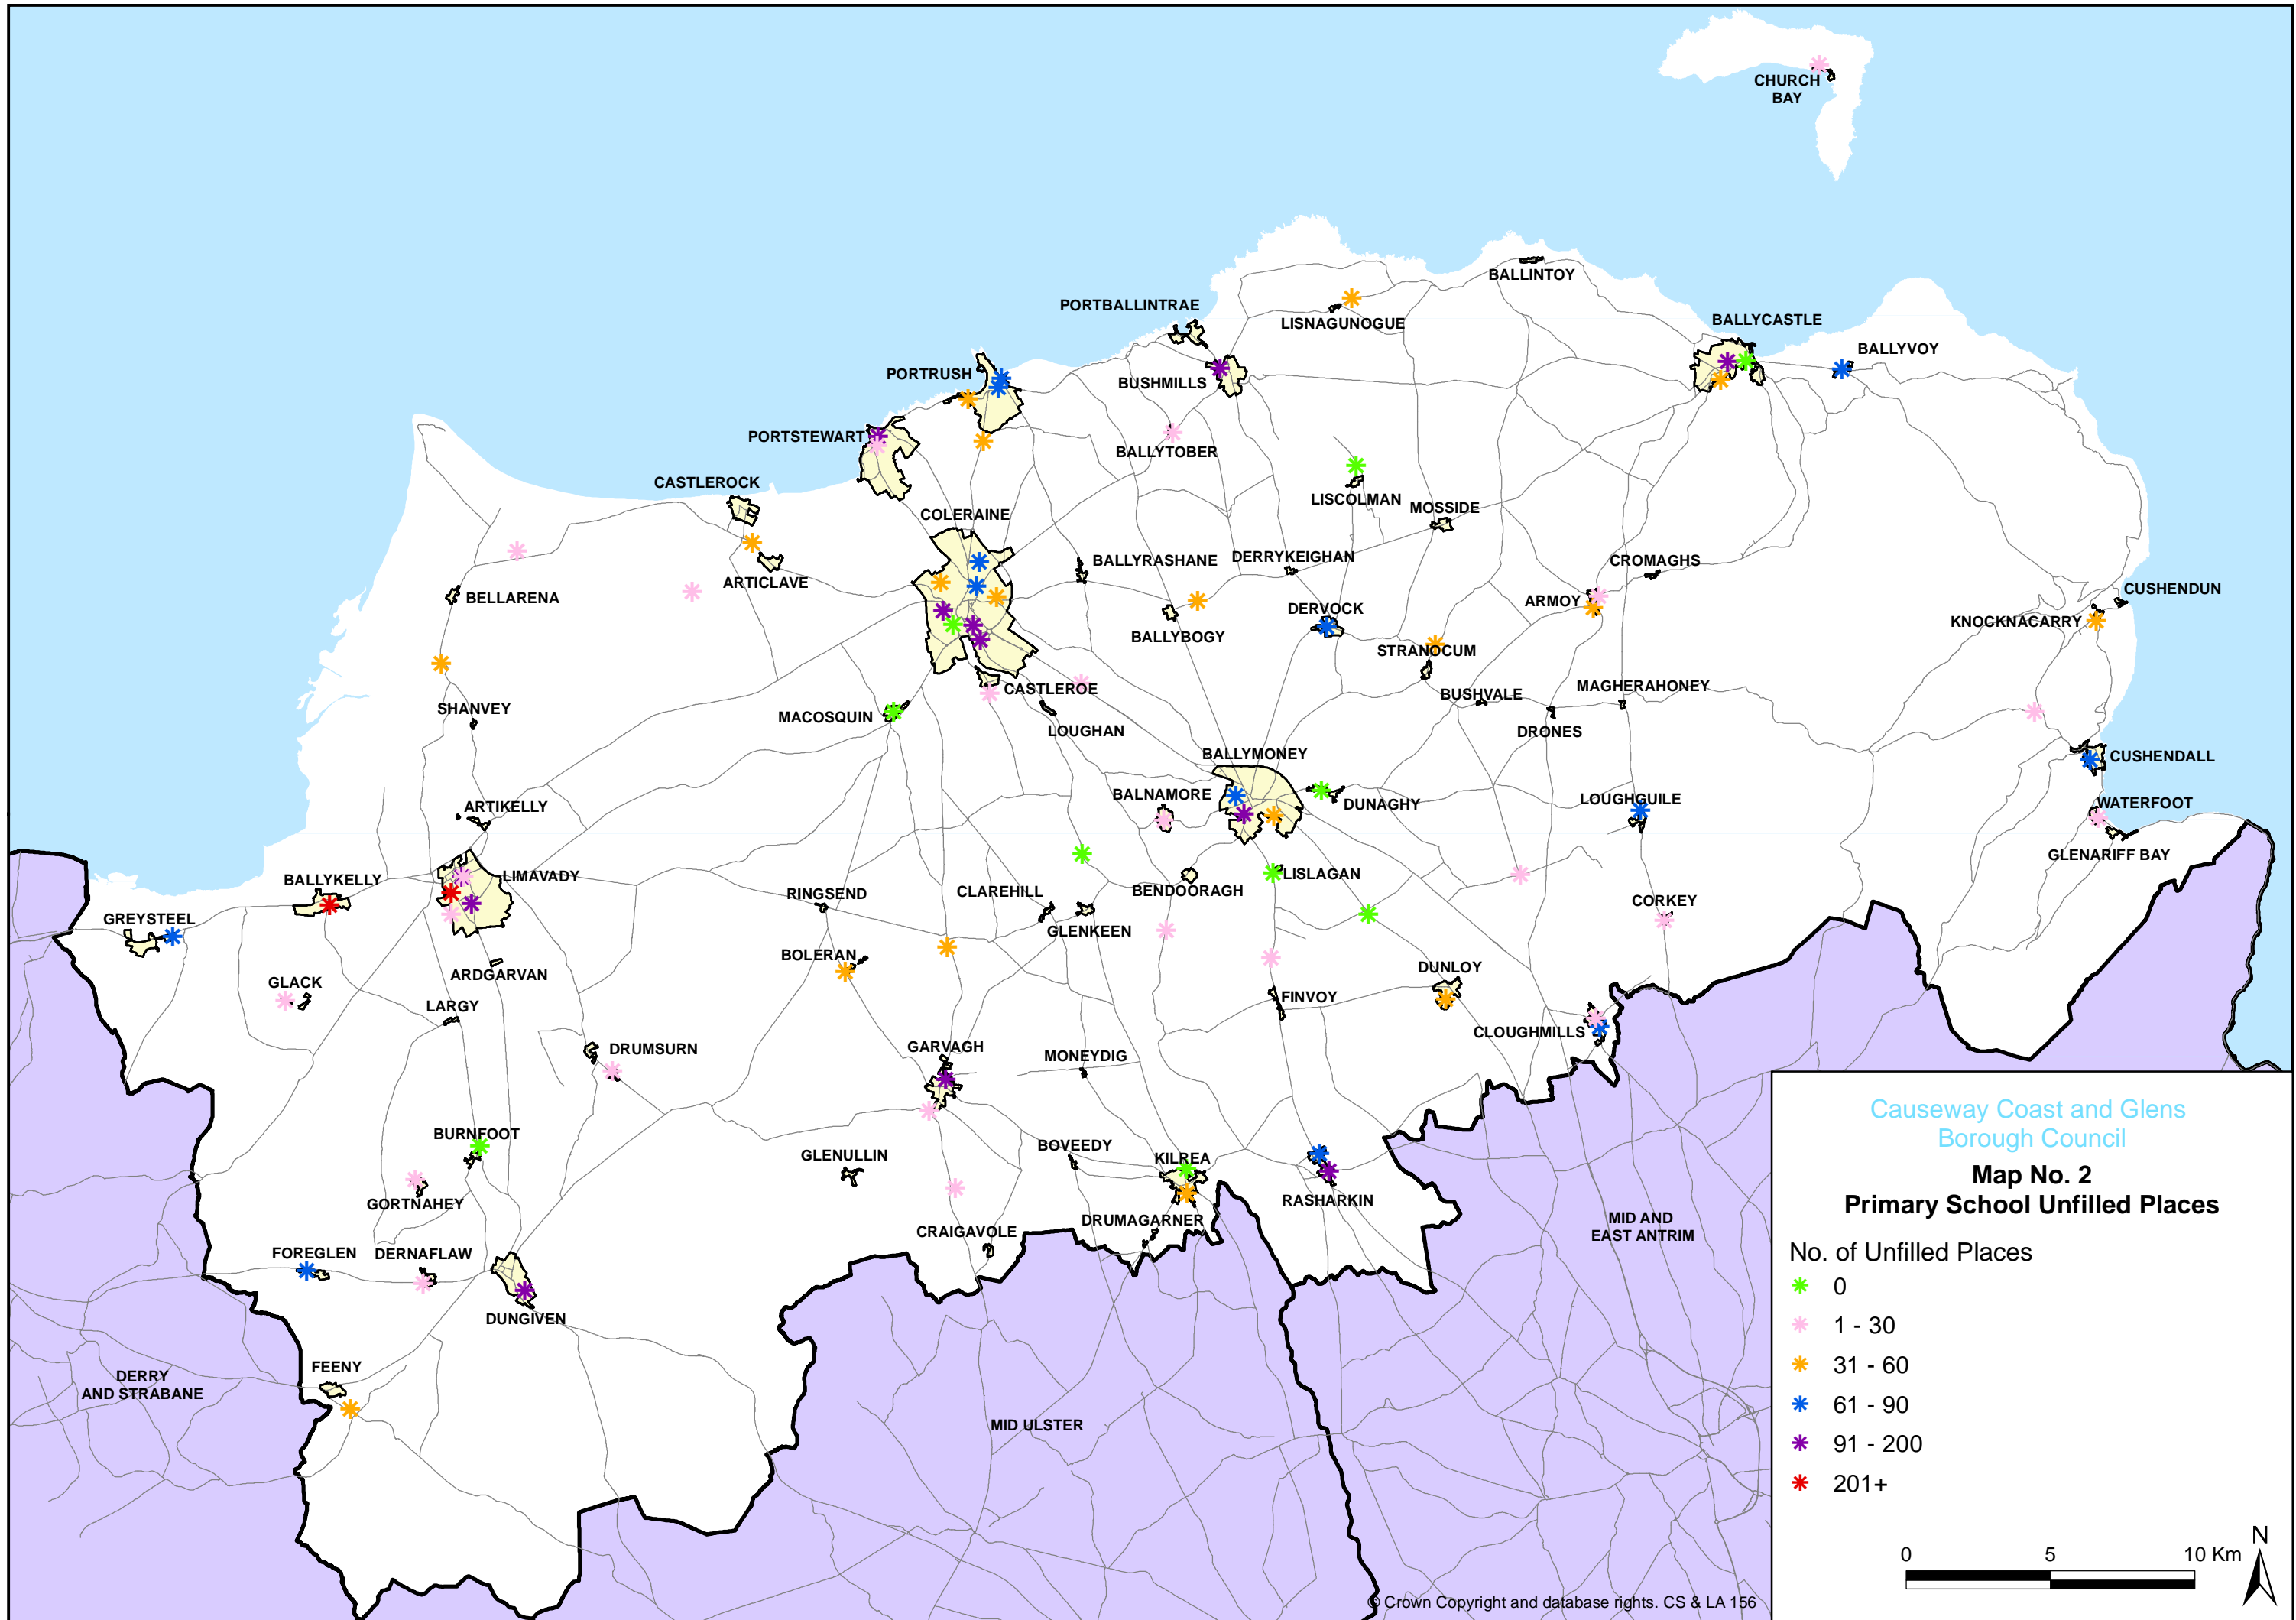 CHURCH
BAY
BALLINTOY
PORTBALLINTRAE
LISNAGUNOGUE
BALLYCASTLE
BALLYVOY
PORTRUSH
BUSHMILLS
PORTSTEWART
BALLYTOBER
CASTLEROCK
LISCOLMAN
MOSSIDE
COLERAINE
BALLYRASHANE
DERRYKEIGHAN
CROMAGHS
ARTICLAVE
BELLARENA
CUSHENDUN
ARMOY
DERVOCK
KNOCKNACARRY
BALLYBOGY
STRANOCUM
CASTLEROE
MAGHERAHONEY
BUSHVALE
SHANVEY
MACOSQUIN
LOUGHAN
DRONES
BALLYMONEY
CUSHENDALL
BALNAMORE
DUNAGHY
LOUGHGUILE
WATERFOOT
ARTIKELLY
GLENARIFF BAY
LIMAVADY
BALLYKELLY
RINGSEND
CLAREHILL
BENDOORAGH
LISLAGAN
CORKEY
GREYSTEEL
GLENKEEN
BOLERAN
ARDGARVAN
DUNLOY
GLACK
LARGY
FINVOY
CLOUGHMILLS
DRUMSURN
GARVAGH
MONEYDIG
BURNFOOT
GLENULLIN
BOVEEDY
KILREA
GORTNAHEY
RASHARKIN
DRUMAGARNER
CRAIGAVOLE
FOREGLEN
DERNAFLAW
DUNGIVEN
FEENY
DERRY
AND STRABANE
MID ULSTER
MID AND
EAST ANTRIM
Causeway Coast and Glens
Borough Council
Map No. 2
Primary School Unfilled Places
No. of Unfilled Places
0
1 - 30
31 - 60
61 - 90
91 - 200
201+
N
0 5 10 Km
© Crown Copyright and database rights. CS & LA 156